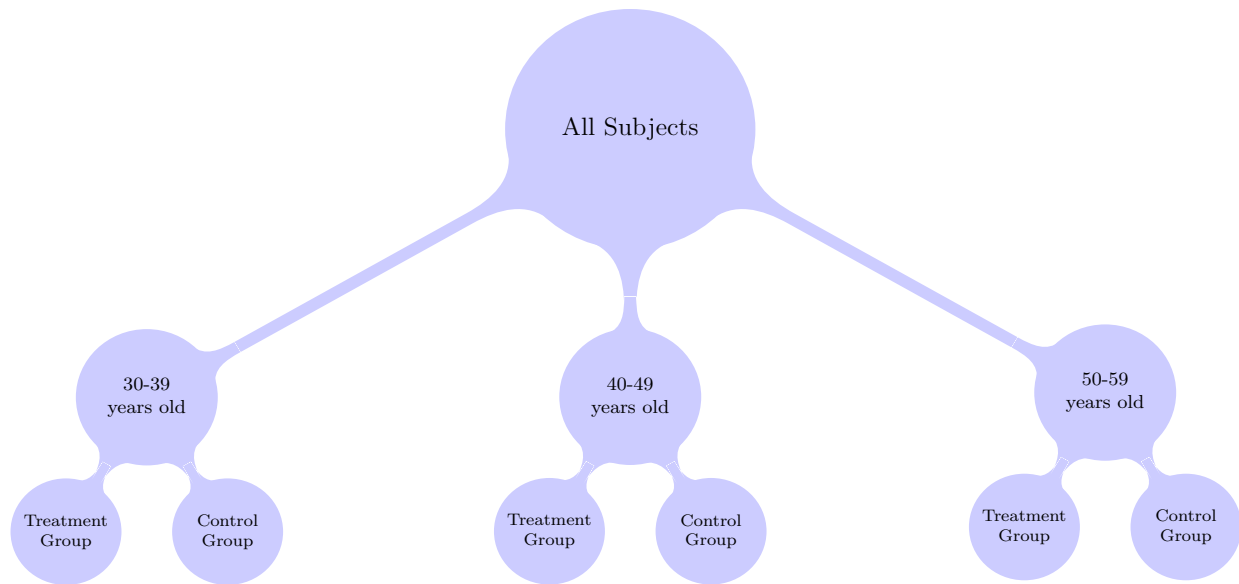 All Subjects
30-39
years old
40-49
years old
50-59
years old
Treatment
Group
Control
Group
Treatment
Group
Control
Group
Treatment
Group
Control
Group